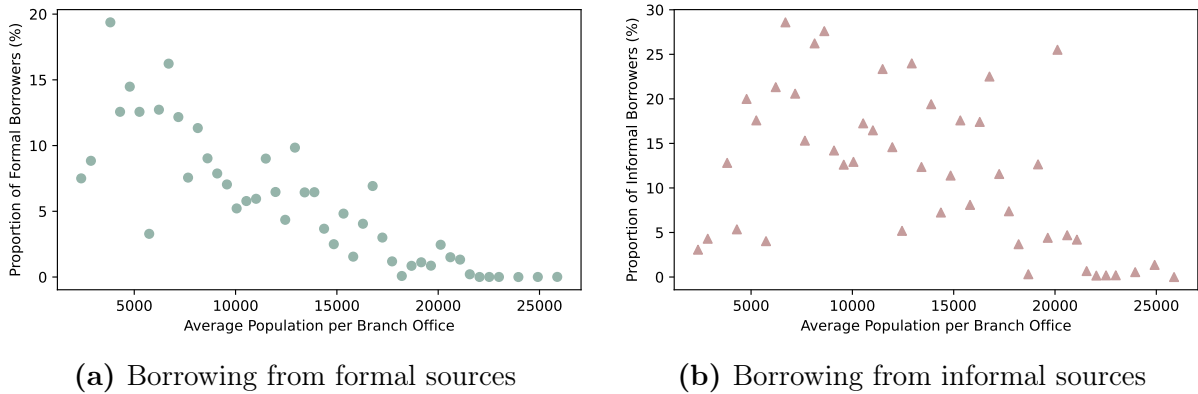 20
15
10
5
0
Proportion of Formal Borrowers (%)
5000 10000 15000 20000 25000
Average Population per Branch Office
(a) Borrowing from formal sources
30
25
20
15
10
5
0
Proportion of Informal Borrowers (%)
5000 10000 15000 20000 25000
Average Population per Branch Office
(b) Borrowing from informal sources